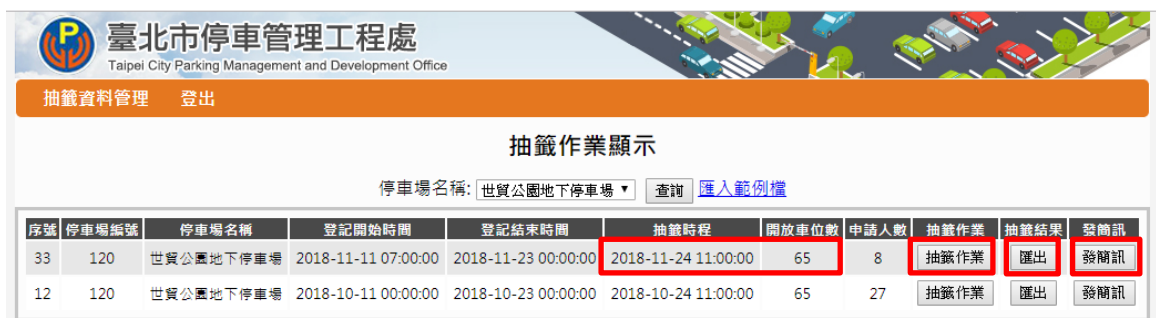 臺北市停車管理工程處
Taipei City Parking Management and Development Office
抽籤資料管理 登出
抽籤作業顯示
停車場名稱: 世貿公園地下停車場 查詢 匯入範例檔
序號 停車場編號 停車場名稱 登記開始時間 登記結束時間 抽籤時程 開放車位數 申請人數 抽籤作業 抽籤結果 發簡訊
33 120 世貿公園地下停車場 2018-11-11 07:00:00 2018-11-23 00:00:00 2018-11-24 11:00:00 65 8 抽籤作業 匯出 發簡訊
12 120 世貿公園地下停車場 2018-10-11 00:00:00 2018-10-23 00:00:00 2018-10-24 11:00:00 65 27 抽籤作業 匯出 發簡訊